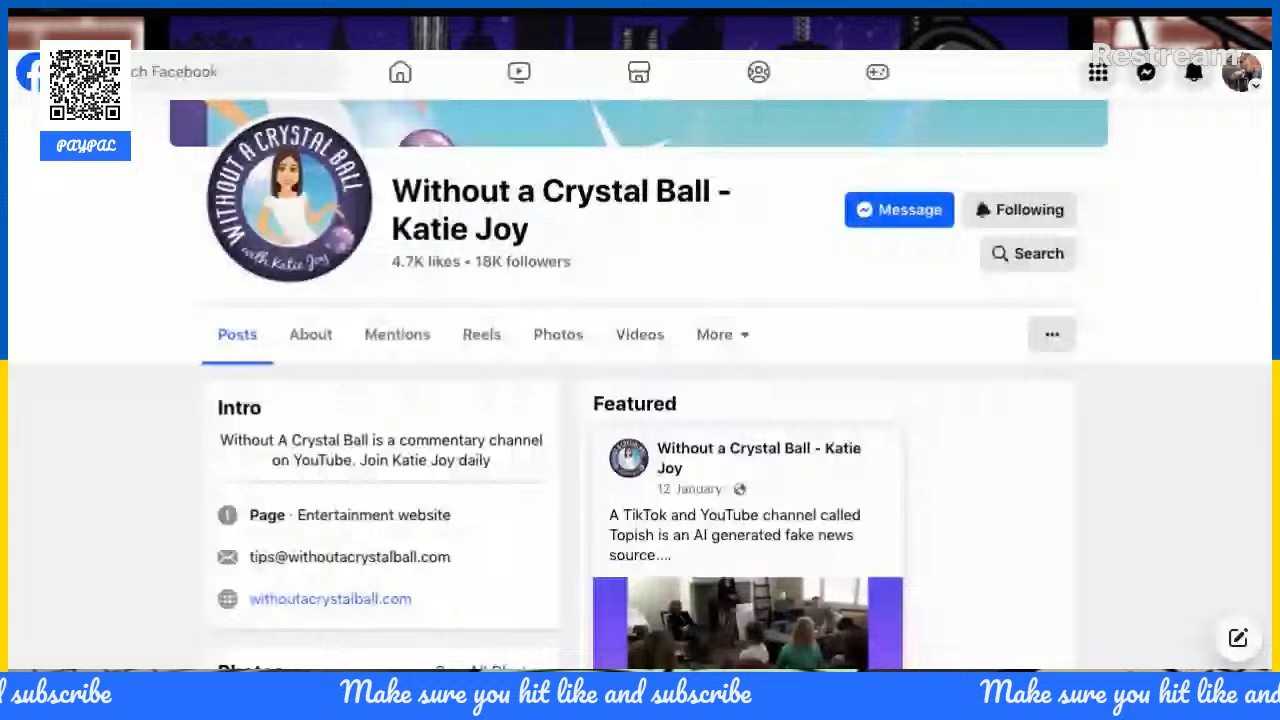 Restream
ch Facebook
PAYPAL
WITHOUT A CRYSTAL BALL
with Katie Joy
Without a Crystal Ball -
Katie Joy
4.7K likes • 18K followers
Message
Following
Search
Posts About Mentions Reels Photos Videos More
Intro
Without A Crystal Ball is a commentary channel
on YouTube. Join Katie Joy daily
Page · Entertainment website
tips@withoutacrystalball.com
withoutacrystalball.com
Featured
Without a Crystal Ball - Katie
Joy
12 January
A TikTok and YouTube channel called
Topish is an AI generated fake news
source....
Photos
d subscribe Make sure you hit like and subscribe Make sure you hit like and